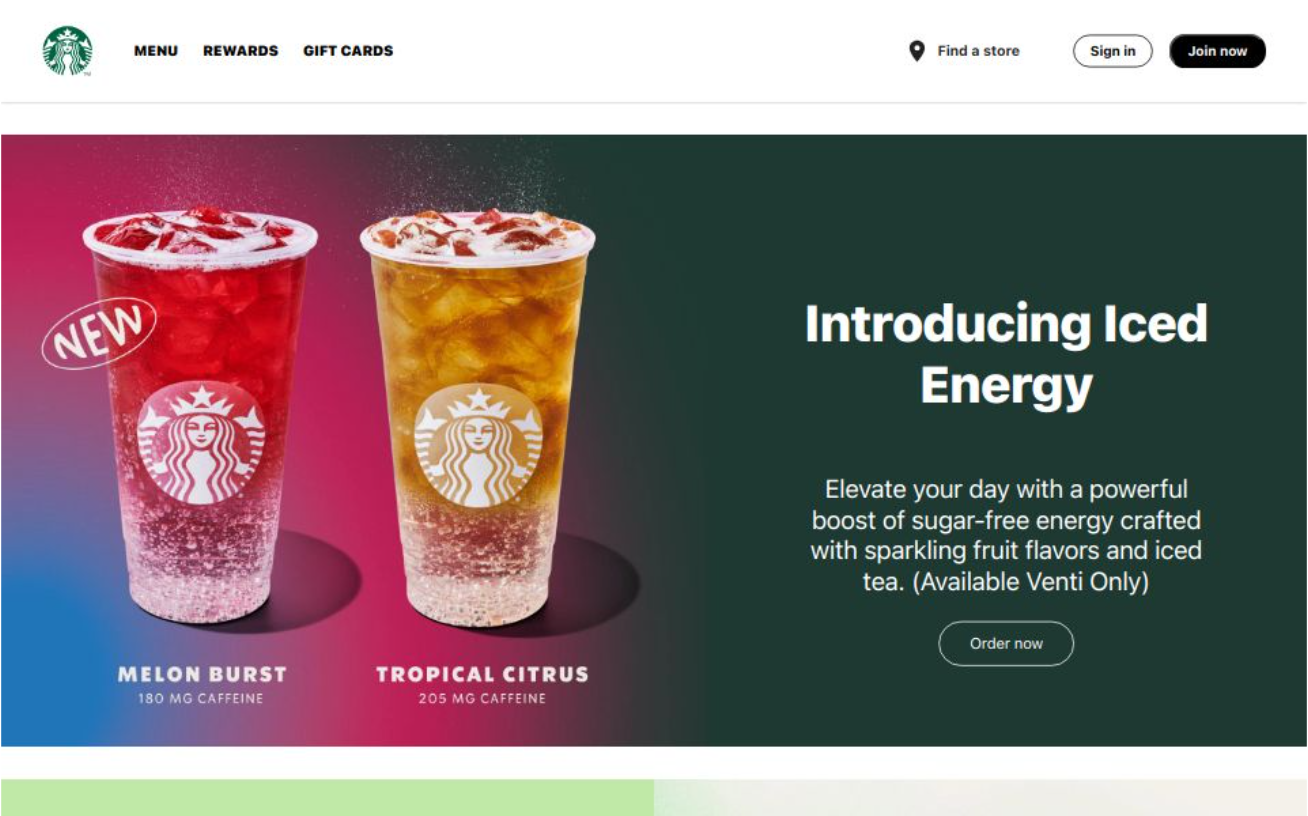 MENU REWARDS GIFT CARDS Find a store Sign in Join now
NEW
MELON BURST
180 MG CAFFEINE
TROPICAL CITRUS
205 MG CAFFEINE
Introducing Iced
Energy
Elevate your day with a powerful
boost of sugar-free energy crafted
with sparkling fruit flavors and iced
tea. (Available Venti Only)
Order now